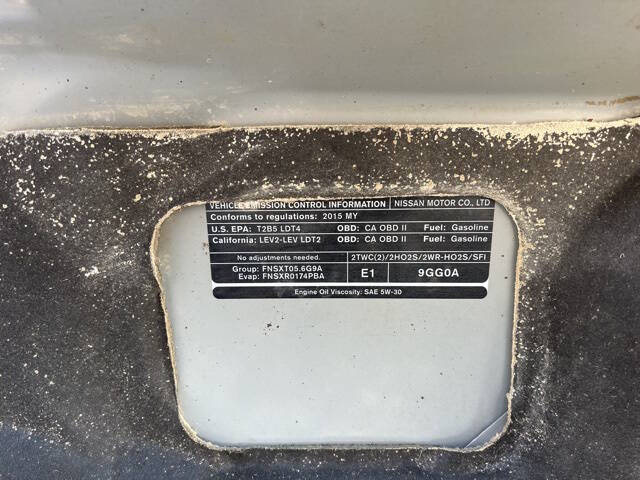 VEHICLE EMISSION CONTROL INFORMATION NISSAN MOTOR CO., LTD
Conforms to regulations: 2015 MY
U.S. EPA: T2B5 LDT4 OBD: CA OBD II Fuel: Gasoline
California: LEV2-LEV LDT2 OBD: CA OBD II Fuel: Gasoline
No adjustments needed. 2TWC(2)/2HO2S/2WR-HO2S/SFI
Group: FNSXT05.6G9A
Evap: FNSXR0174PBA E1 9GG0A
Engine Oil Viscosity: SAE 5W-30